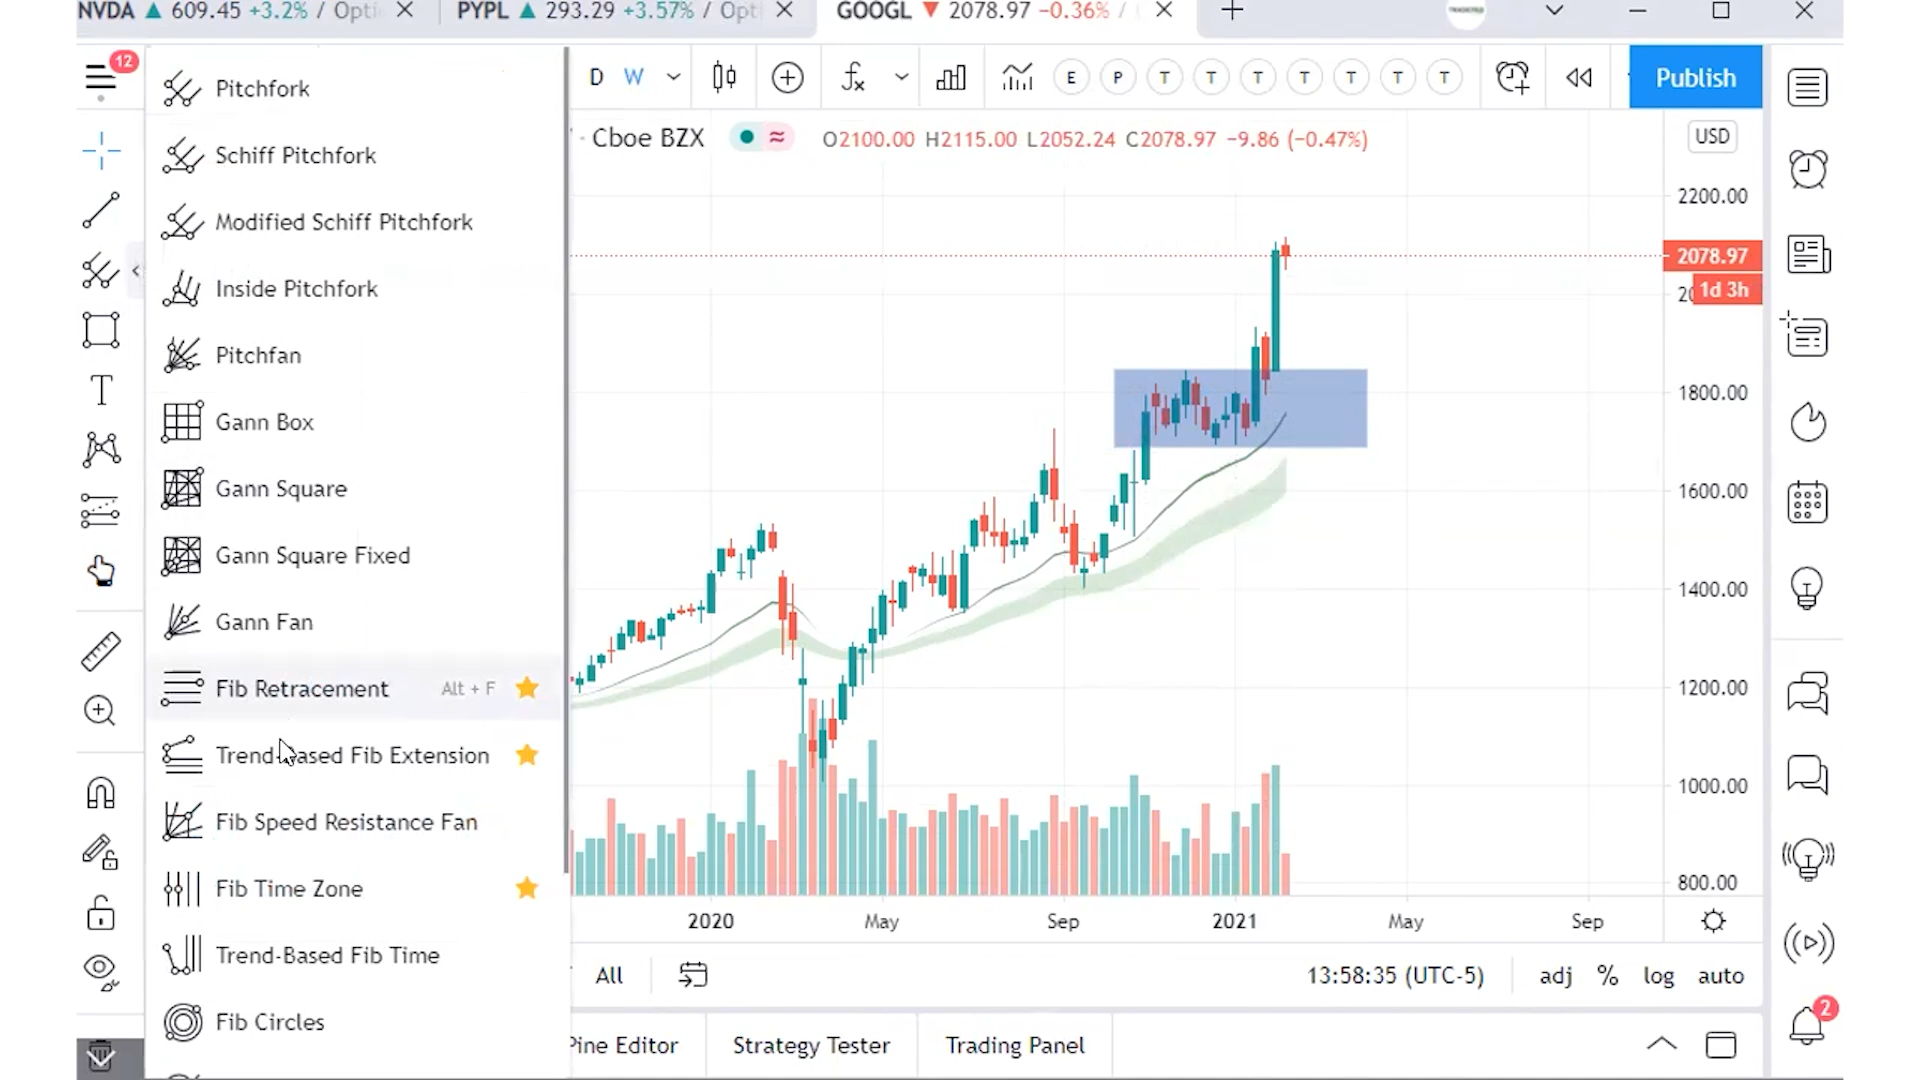 NVDA ▲ 609.45 +3.2% / Opti
PYPL ▲ 293.29 +3.57% / Opt
GOOGL ▼ 2078.97 −0.36% /
12
D W
E P T T T T T T T
Publish
Pitchfork
Schiff Pitchfork
Modified Schiff Pitchfork
Inside Pitchfork
Pitchfan
Gann Box
Gann Square
Gann Square Fixed
Gann Fan
Fib Retracement Alt + F
Trend-Based Fib Extension
Fib Speed Resistance Fan
Fib Time Zone
Trend-Based Fib Time
Fib Circles
T
· Cboe BZX O2100.00 H2115.00 L2052.24 C2078.97 −9.86 (−0.47%)
USD
2200.00
2078.97
20
1d 3h
1800.00
1600.00
1400.00
1200.00
1000.00
800.00
2020 May Sep 2021 May Sep
All 13:58:35 (UTC-5) adj % log auto
2
Pine Editor Strategy Tester Trading Panel